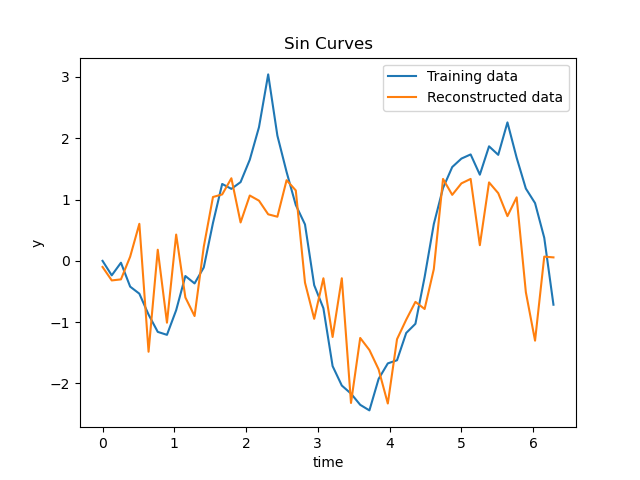 Sin Curves
Training data
Reconstructed data
3
2
1
0
−1
−2
y
0 1 2 3 4 5 6
time